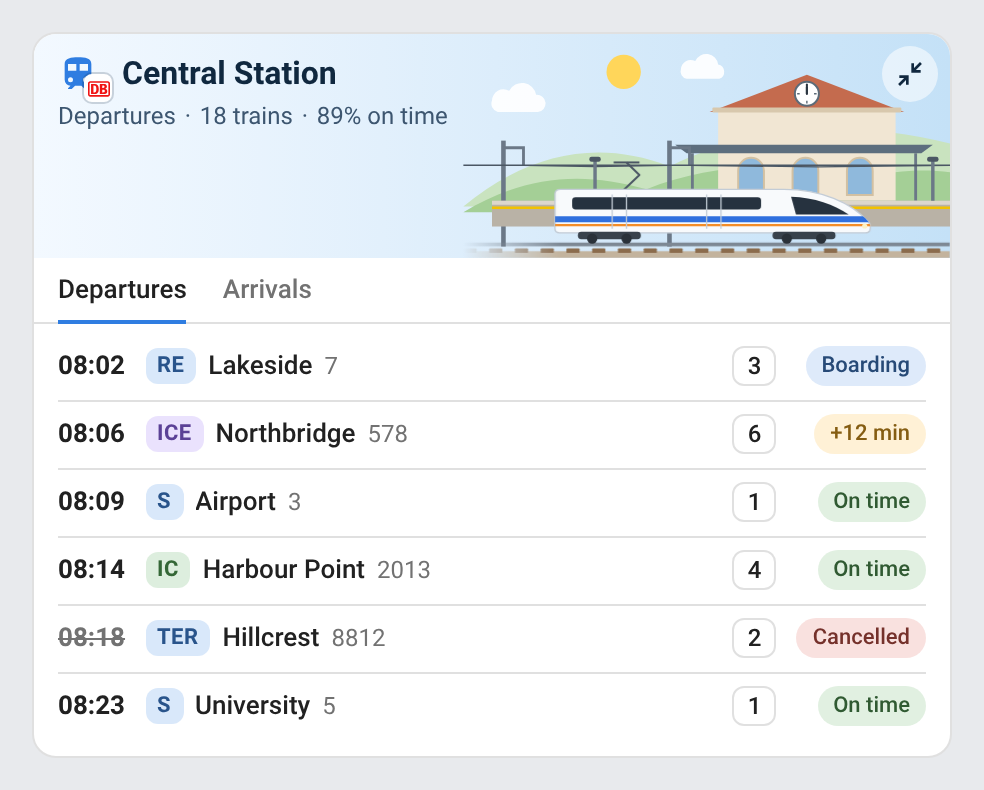 DB Central Station
Departures · 18 trains · 89% on time
Departures Arrivals
08:02 RE Lakeside 7 3 Boarding
08:06 ICE Northbridge 578 6 +12 min
08:09 S Airport 3 1 On time
08:14 IC Harbour Point 2013 4 On time
08:18 TER Hillcrest 8812 2 Cancelled
08:23 S University 5 1 On time